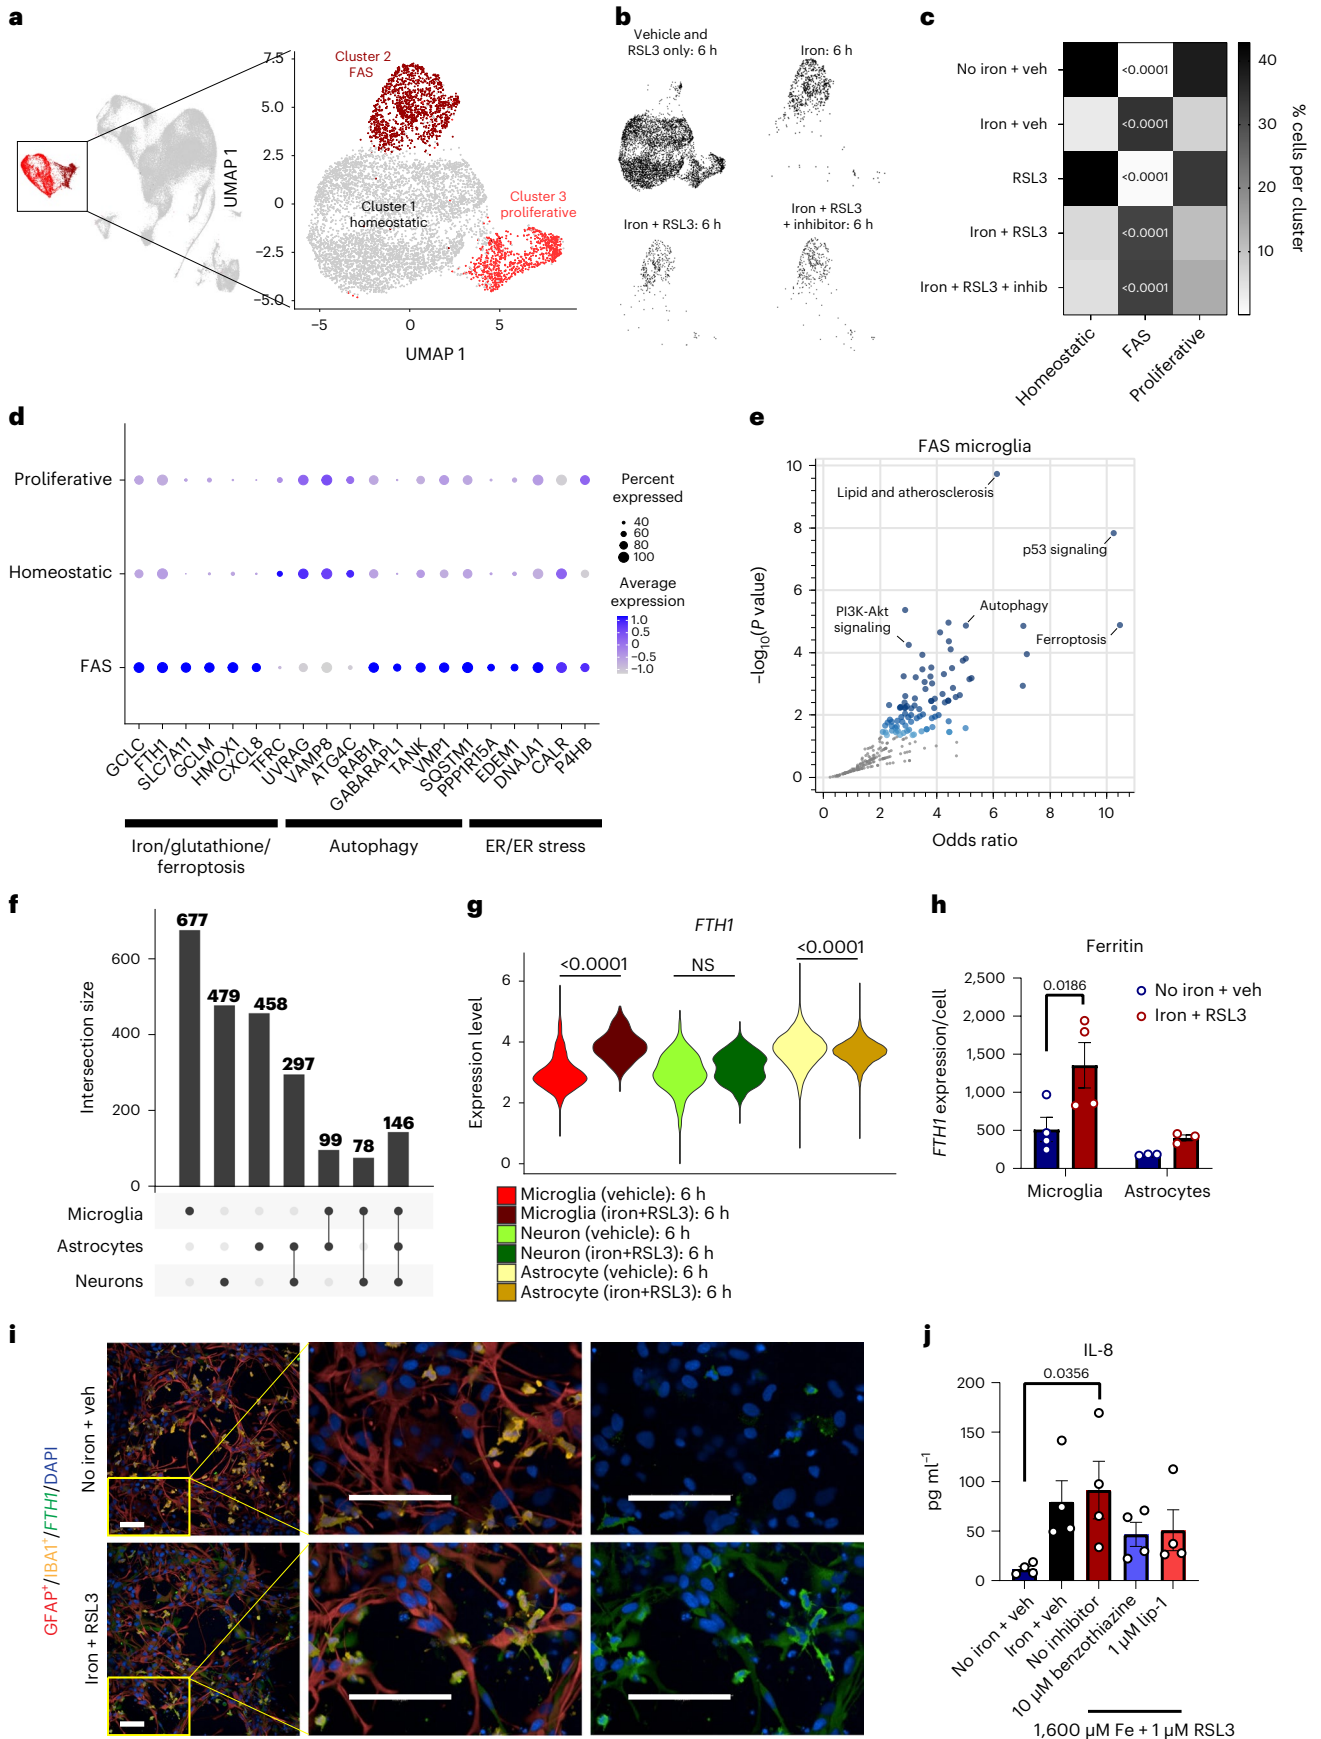 a
7.5
5.0
2.5
0
−2.5
−5.0
UMAP 1
Cluster 2
FAS
Cluster 1
homeostatic
Cluster 3
proliferative
−5
0
5
UMAP 1
b
Vehicle and
RSL3 only: 6 h
Iron: 6 h
Iron + RSL3: 6 h
Iron + RSL3
+ inhibitor: 6 h
c
No iron + veh
Iron + veh
RSL3
Iron + RSL3
Iron + RSL3 + inhib
<0.0001
<0.0001
<0.0001
<0.0001
<0.0001
Homeostatic
FAS
Proliferative
40
30
20
10
% cells per cluster
d
Proliferative
Homeostatic
FAS
Percent
expressed
40
60
80
100
Average
expression
1.0
0.5
0
−0.5
−1.0
GCLC
FTH1
SLC7A11
GCLM
HMOX1
CXCL8
TFRC
UVRAG
VAMP8
ATG4C
RAB1A
GABARAPL1
TANK
VMP1
SQSTM1
PPP1R15A
EDEM1
DNAJA1
CALR
P4HB
Iron/glutathione/
ferroptosis
Autophagy
ER/ER stress
e
FAS microglia
10
8
6
4
2
0
−log10(P value)
Lipid and atherosclerosis
p53 signaling
PI3K-Akt
signaling
Autophagy
Ferroptosis
0
2
4
6
8
10
Odds ratio
f
Intersection size
600
400
200
0
677
479
458
297
99
78
146
Microglia
Astrocytes
Neurons
g
FTH1
<0.0001
NS
<0.0001
Expression level
6
4
2
0
Microglia (vehicle): 6 h
Microglia (iron+RSL3): 6 h
Neuron (vehicle): 6 h
Neuron (iron+RSL3): 6 h
Astrocyte (vehicle): 6 h
Astrocyte (iron+RSL3): 6 h
h
Ferritin
FTH1 expression/cell
2,500
2,000
1,500
1,000
500
0
0.0186
No iron + veh
Iron + RSL3
Microglia
Astrocytes
i
GFAP+/IBA1+/FTH1/DAPI
No iron + veh
Iron + RSL3
j
IL-8
0.0356
pg ml−1
200
150
100
50
0
No iron + veh
Iron + veh
No inhibitor
10 µM benzothiazine
1 µM lip-1
1,600 µM Fe + 1 µM RSL3